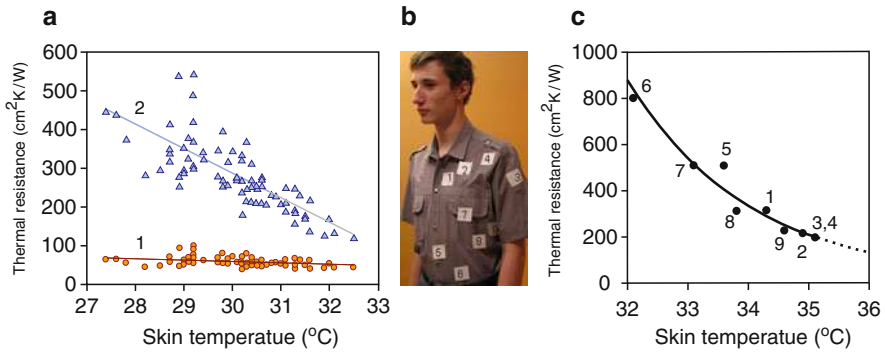 a
Thermal resistance (cm2K/W)
600
500
400
300
200
100
0
2
1
27 28 29 30 31 32 33
Skin temperatue (oC)
b
1 2 4 3
7
5
8
c
Thermal resistance (cm2K/W)
1000
800
600
400
200
0
6
7
5
8
1
9
2
3,4
32 33 34 35 36
Skin temperatue (oC)